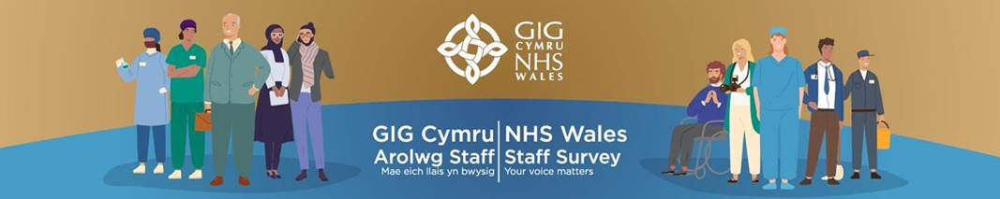 GIG
CYMRU
NHS
WALES
GIG Cymru
Arolwg Staff
Mae eich llais yn bwysig
NHS Wales
Staff Survey
Your voice matters